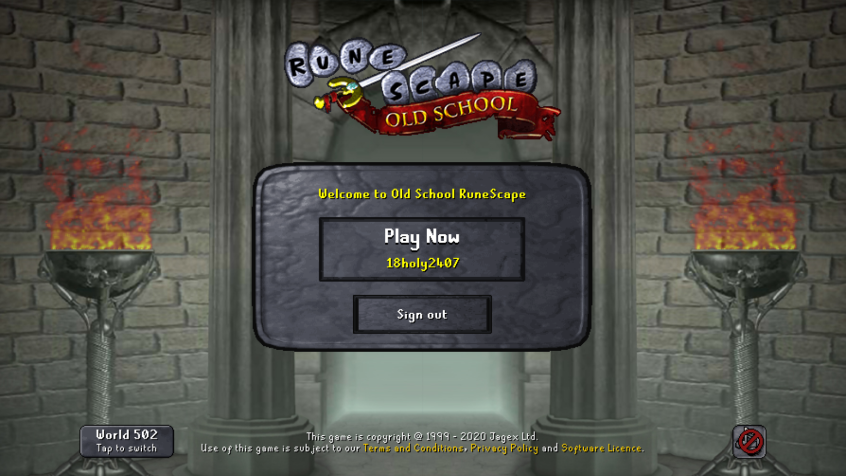 RUNE
SCAPE
OLD SCHOOL
Welcome to Old School RuneScape
Play Now
18holy2407
Sign out
World 502
Tap to switch
This game is copyright © 1999 - 2020 Jagex Ltd.
Use of this game is subject to our Terms and Conditions, Privacy Policy and Software Licence.